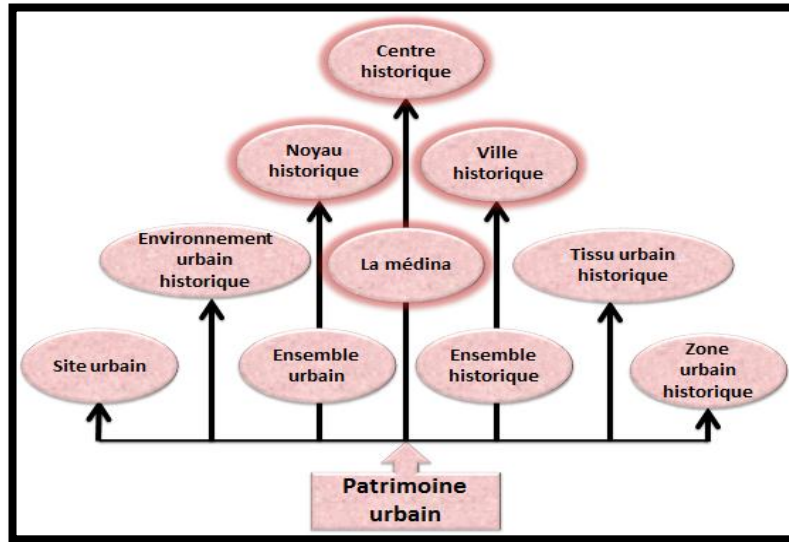 Centre
historique
Noyau
historique
Ville
historique
Environnement
urbain
historique
La médina
Tissu urbain
historique
Site urbain
Ensemble
urbain
Ensemble
historique
Zone
urbain
historique
Patrimoine
urbain